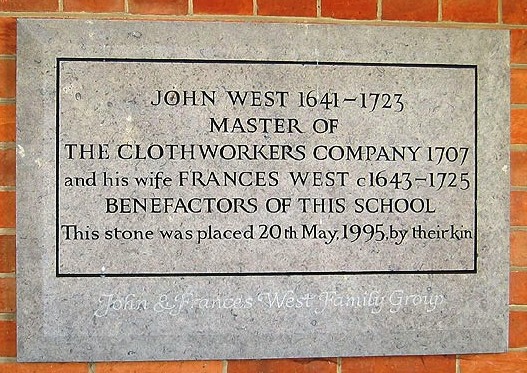 JOHN WEST 1641-1723
MASTER OF
THE CLOTHWORKERS COMPANY 1707
and his wife FRANCES WEST c1643-1725
BENEFACTORS OF THIS SCHOOL
This stone was placed 20th May, 1995, by their kin
John & Frances West Family Group